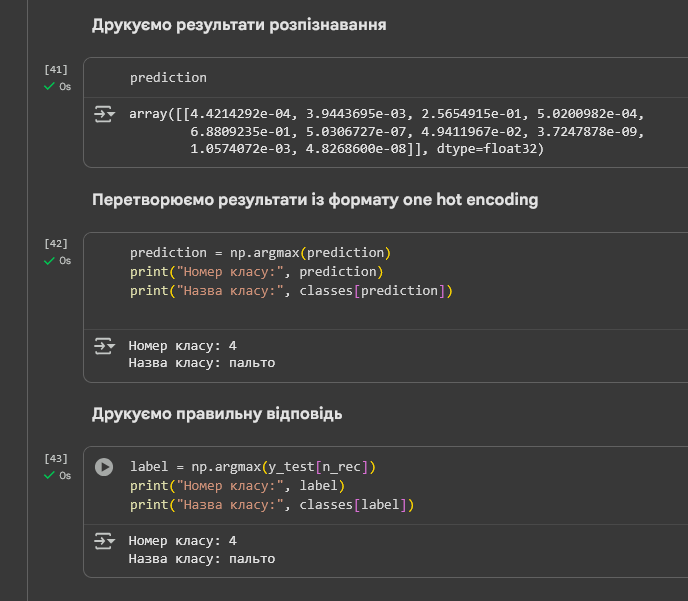 Друкуємо результати розпізнавання
[41]
0s
prediction
array([[4.4214292e-04, 3.9443695e-03, 2.5654915e-01, 5.0200982e-04,
6.8809235e-01, 5.0306727e-07, 4.9411967e-02, 3.7247878e-09,
1.0574072e-03, 4.8268600e-08]], dtype=float32)
Перетворюємо результати із формату one hot encoding
[42]
0s
prediction = np.argmax(prediction)
print("Номер класу:", prediction)
print("Назва класу:", classes[prediction])
Номер класу: 4
Назва класу: пальто
Друкуємо правильну відповідь
[43]
0s
label = np.argmax(y_test[n_rec])
print("Номер класу:", label)
print("Назва класу:", classes[label])
Номер класу: 4
Назва класу: пальто